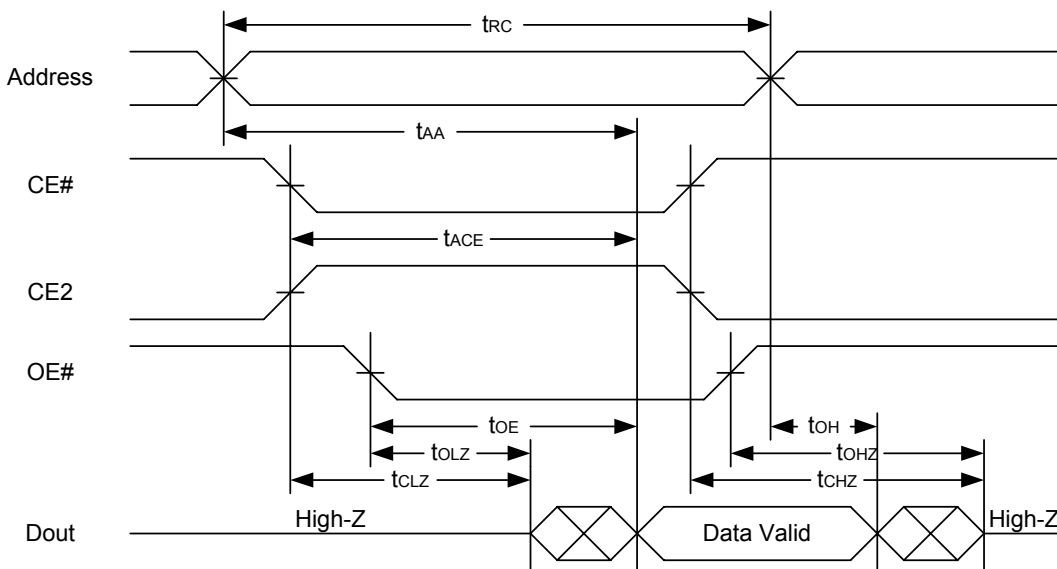 tRC
Address
tAA
CE#
tACE
CE2
OE#
tOE
tOH
tOLZ
tOHZ
tCLZ
tCHZ
High-Z
Data Valid
High-Z
Dout